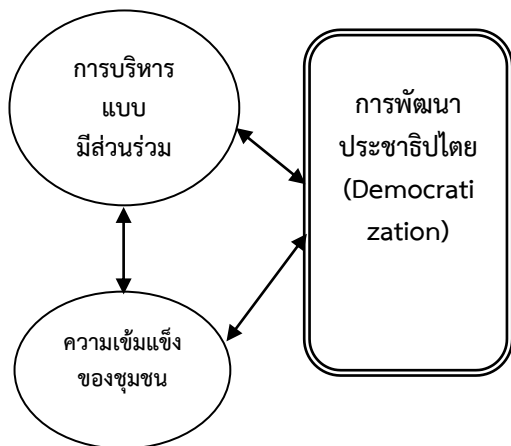 การบริหาร
แบบ
มีส่วนร่วม
การพัฒนา
ประชาธิปไตย
(Democrati
zation)
ความเข้มแข็ง
ของชุมชน